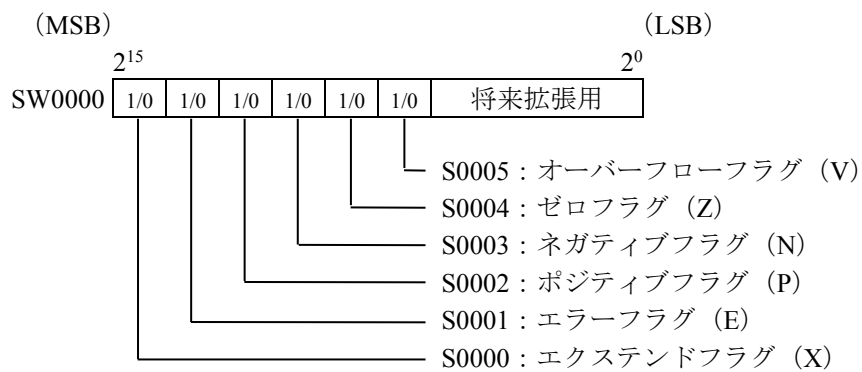 (MSB) (LSB)
2¹⁵ 2⁰
SW0000 1/0 1/0 1/0 1/0 1/0 1/0 将来拡張用
S0005：オーバーフローフラグ（V）
S0004：ゼロフラグ（Z）
S0003：ネガティブフラグ（N）
S0002：ポジティブフラグ（P）
S0001：エラーフラグ（E）
S0000：エクステンドフラグ（X）